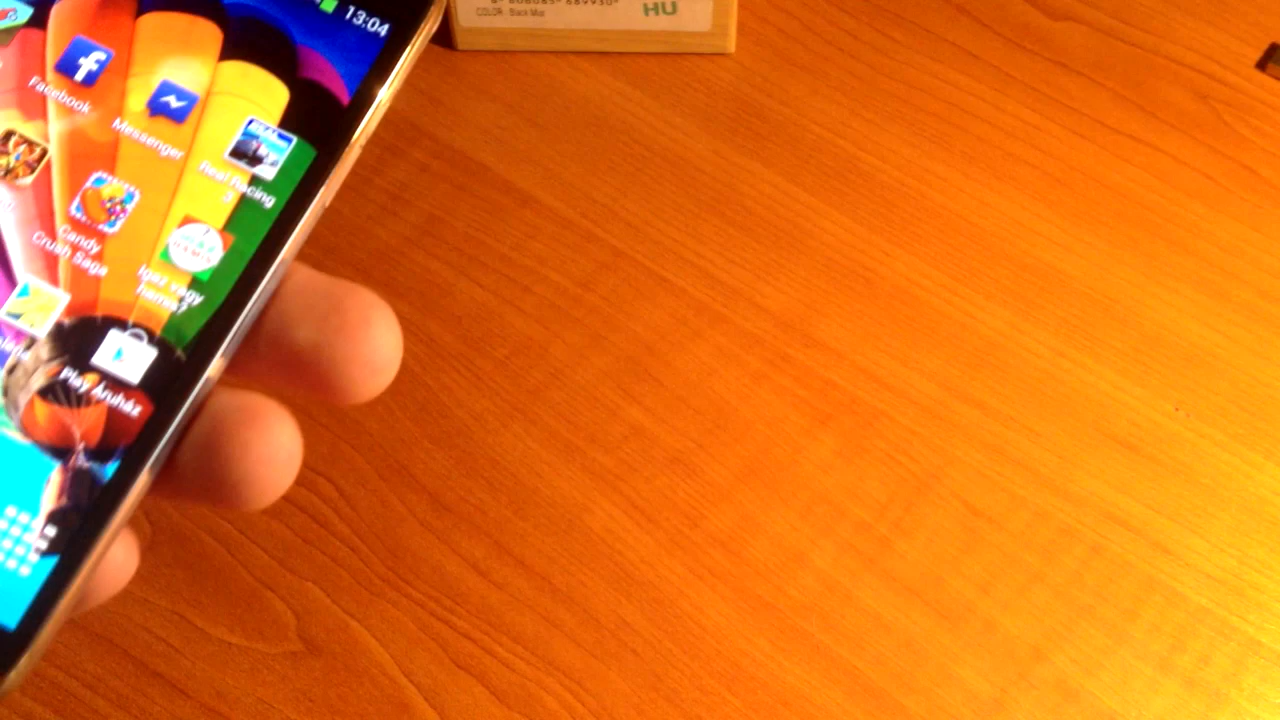 13:04
COLOR : Black Mist
HU
Facebook
Messenger
Real Racing
3
Candy
Crush Saga
Igaz vagy
hamis?
Play Áruház